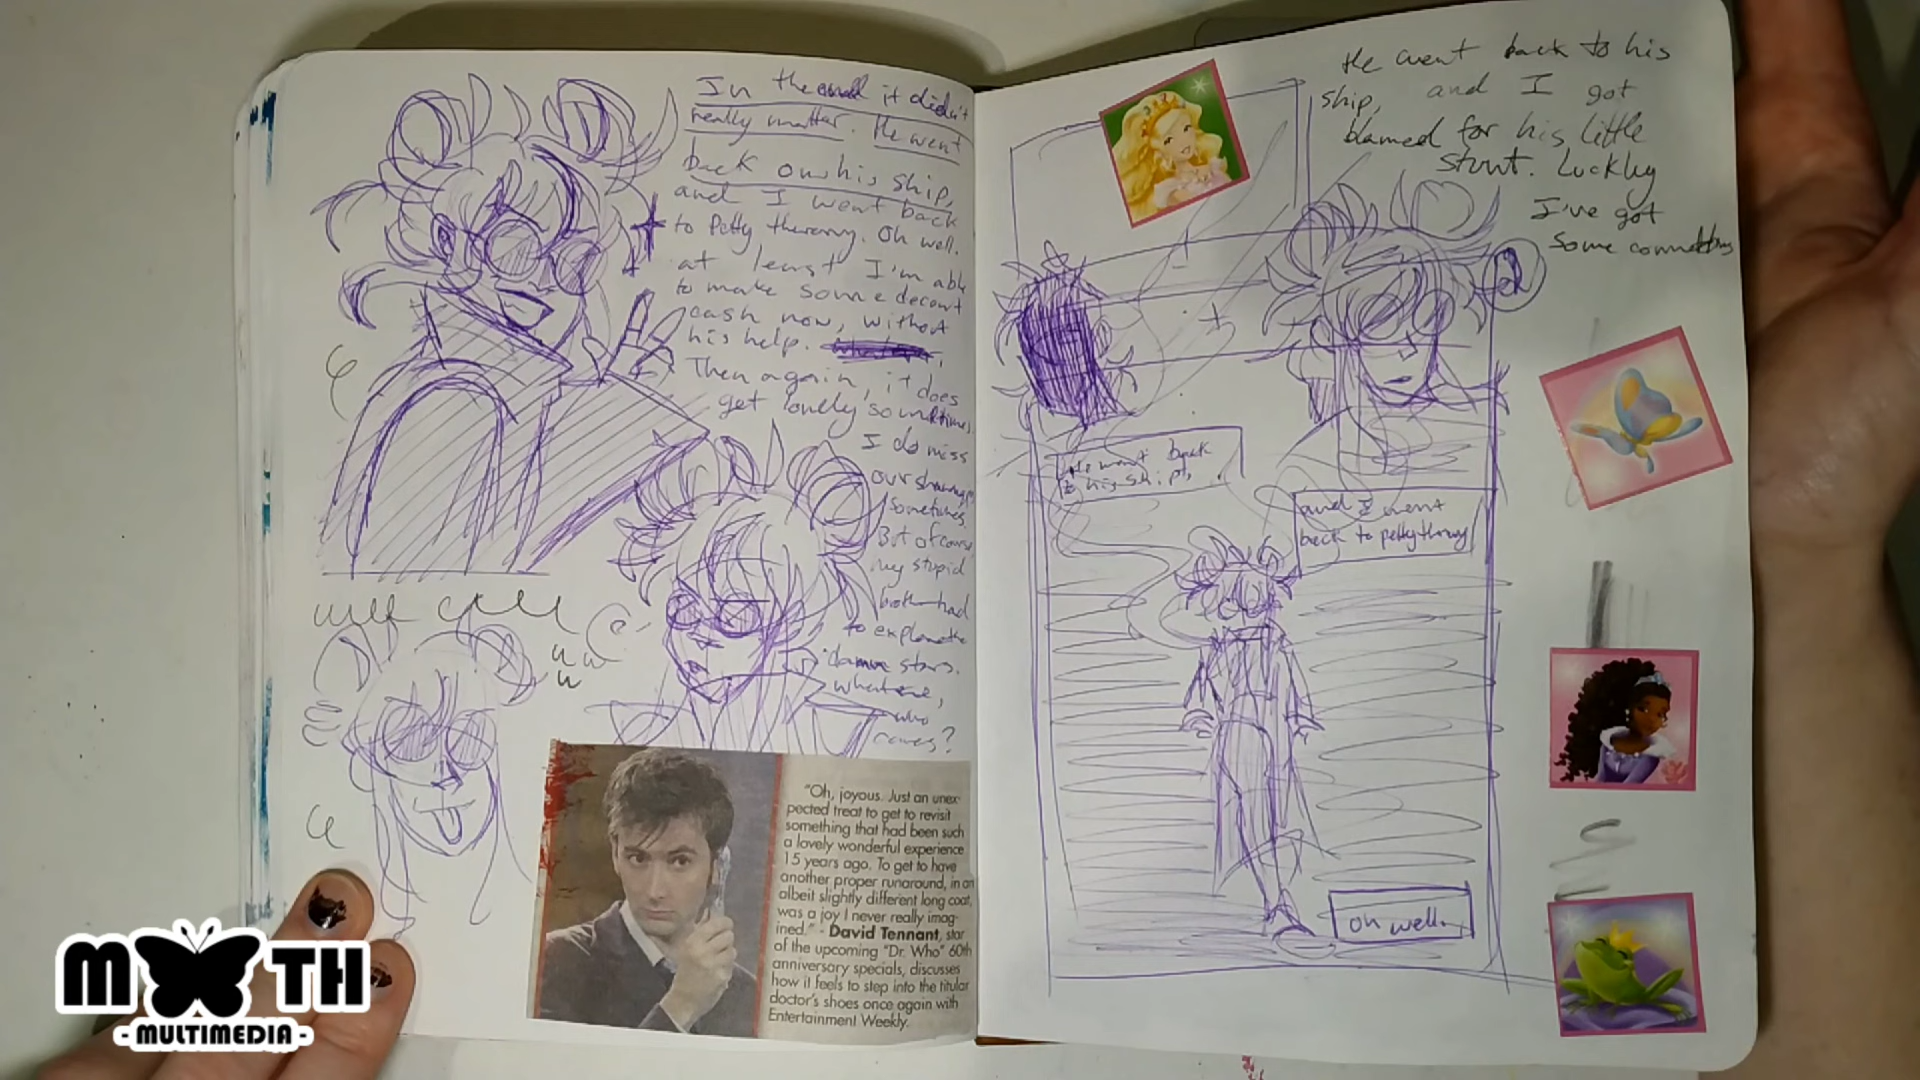 In the end it didn't
really matter. He went
back on his ship,
and I went back
to Petty thievery. Oh well.
at least I'm able
to make some decent
cash now, without
his help.
Then again, it does
get lonely sometimes.
I do miss
our
sometimes.
But of course
my stupid
brother had
to explore the
damn stars.
whatever,
who
cares?
"Oh, joyous. Just an unex-
pected treat to get to revisit
something that had been such
a lovely wonderful experience
15 years ago. To get to have
another proper runaround, in an
albeit slightly different long coat,
was a joy I never really imag-
ined." - David Tennant, star
of the upcoming "Dr. Who" 60th
anniversary specials, discusses
how it feels to step into the titular
doctor's shoes once again with
Entertainment Weekly.
He went back to his
ship, and I got
blamed for his little
stunt. Luckley
I've got
some connections
He went back
to his ship,
and I went
back to petty
oh well..
MOTH
-MULTIMEDIA-